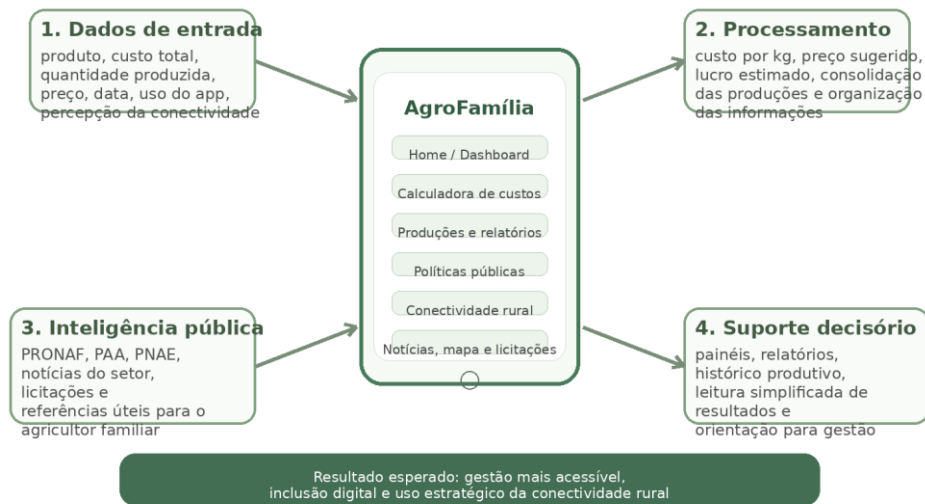 1. Dados de entrada
produto, custo total,
quantidade produzida,
preço, data, uso do app,
percepção da conectividade
2. Processamento
custo por kg, preço sugerido,
lucro estimado, consolidação
das produções e organização
das informações
AgroFamília
Home / Dashboard
Calculadora de custos
Produções e relatórios
Políticas públicas
Conectividade rural
Notícias, mapa e licitações
3. Inteligência pública
PRONAF, PAA, PNAE,
notícias do setor,
licitações e
referências úteis para o
agricultor familiar
4. Suporte decisório
painéis, relatórios,
histórico produtivo,
leitura simplificada de
resultados e
orientação para gestão
Resultado esperado: gestão mais acessível,
inclusão digital e uso estratégico da conectividade rural